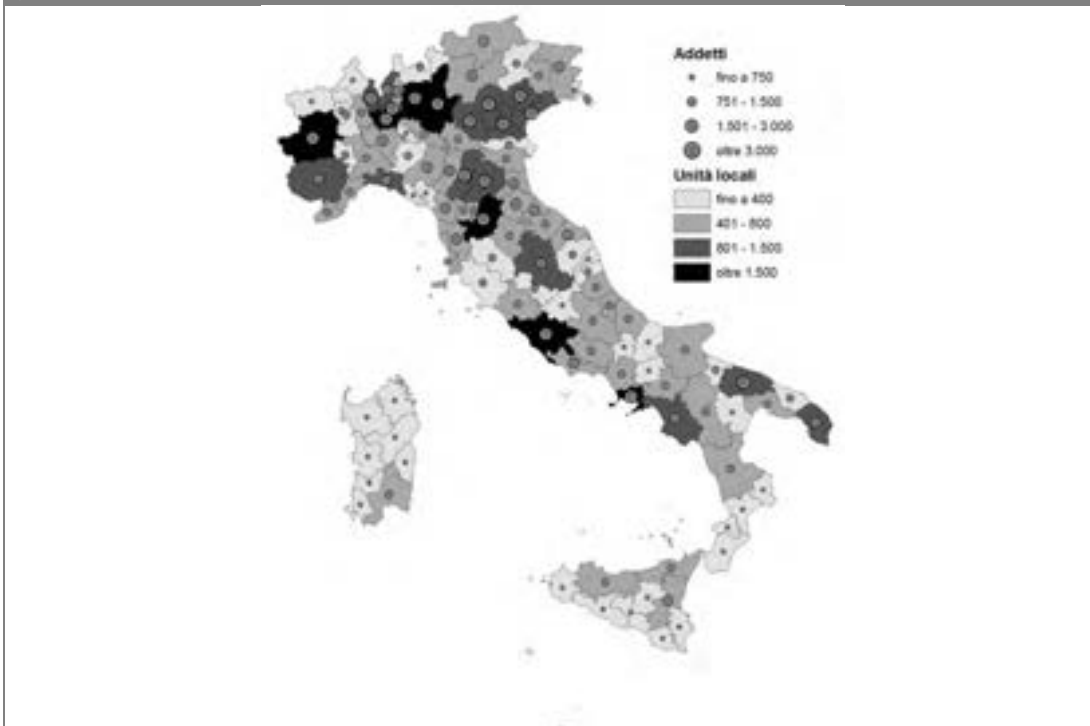 Addetti
fino a 750
751 - 1.500
1.501 - 3.000
oltre 3.000
Unità locali
fino a 400
401 - 800
801 - 1.500
oltre 1.500